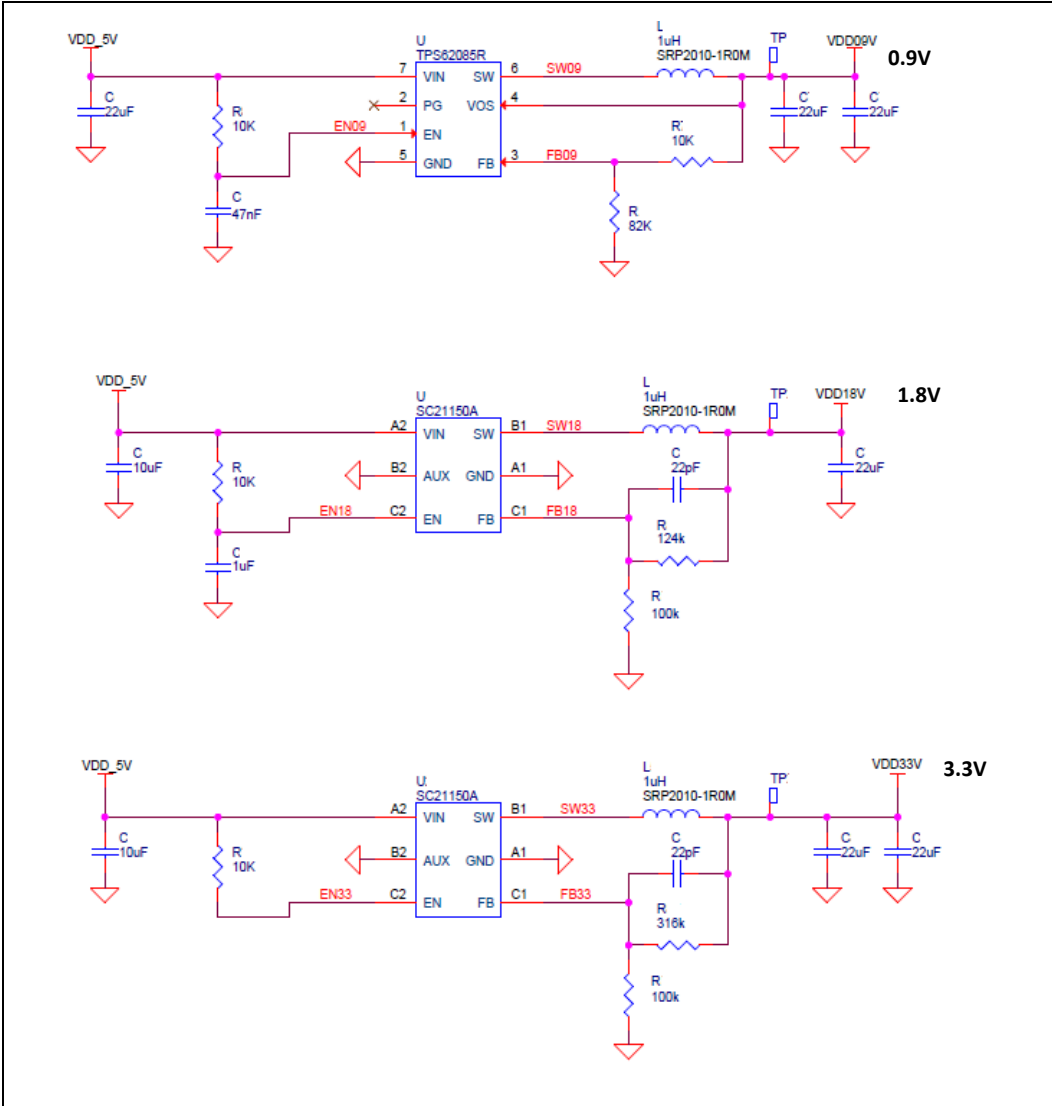 VDD_5V
C
22uF
R
10K
C
47nF
EN09
U
TPS62085R
7
VIN
SW
6
SW09
2
PG
VOS
4
1
EN
5
GND
FB
3
FB09
L
1uH
SRP2010-1R0M
R
10K
R
82K
TP
C
22uF
VDD09V
C
22uF
0.9V
VDD_5V
C
10uF
R
10K
C
1uF
EN18
U
SC21150A
A2
VIN
SW
B1
SW18
B2
AUX
GND
A1
C2
EN
FB
C1
FB18
L
1uH
SRP2010-1R0M
C
22pF
R
124k
R
100k
TP
VDD18V
C
22uF
1.8V
VDD_5V
C
10uF
R
10K
EN33
U
SC21150A
A2
VIN
SW
B1
SW33
B2
AUX
GND
A1
C2
EN
FB
C1
FB33
L
1uH
SRP2010-1R0M
C
22pF
R
316k
R
100k
TP
C
22uF
VDD33V
C
22uF
3.3V